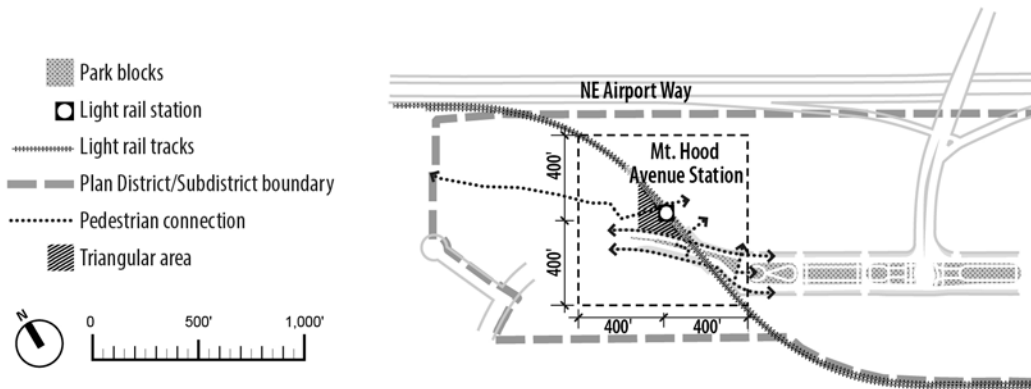 Park blocks
Light rail station
Light rail tracks
Plan District/Subdistrict boundary
Pedestrian connection
Triangular area
N
0 500' 1,000'
NE Airport Way
Mt. Hood
Avenue Station
400'
400'
400' 400'